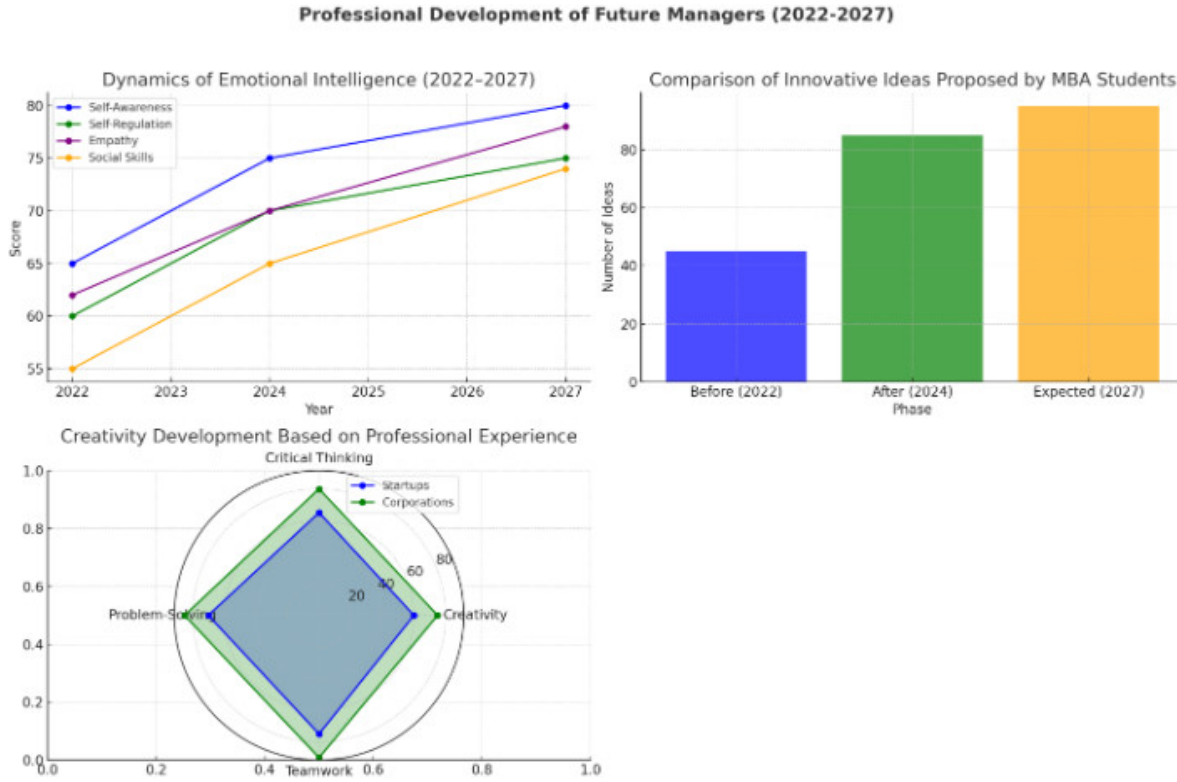 Professional Development of Future Managers (2022-2027)
Dynamics of Emotional Intelligence (2022–2027)
80
75
70
65
60
55
Score
Self-Awareness
Self-Regulation
Empathy
Social Skills
2022 2023 2024 2025 2026 2027
Year
Comparison of Innovative Ideas Proposed by MBA Students
80
60
40
20
0
Number of Ideas
Before (2022) After (2024) Expected (2027)
Phase
Creativity Development Based on Professional Experience
1.0
0.8
0.6
0.4
0.2
0.0
Critical Thinking
Startups
Corporations
80
60
40
20
Problem-Solving
Creativity
Teamwork
0.0 0.2 0.4 0.6 0.8 1.0